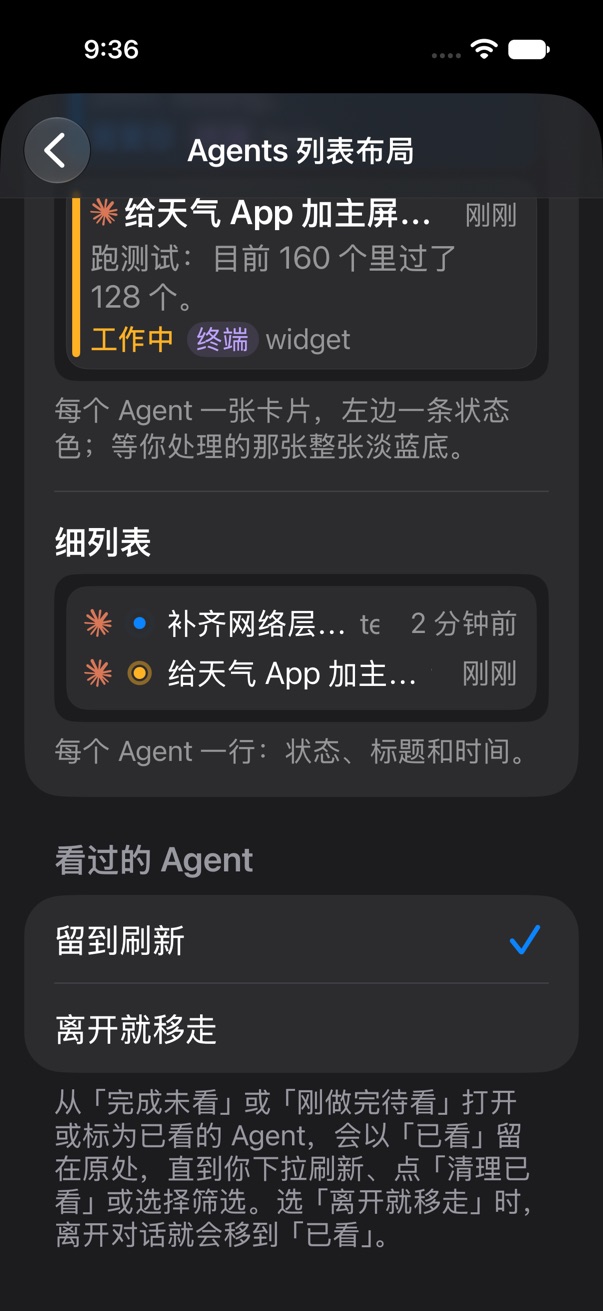 9:36
Agents 列表布局
给天气 App 加主屏… 刚刚
跑测试：目前 160 个里过了
128 个。
工作中 终端 widget
每个 Agent 一张卡片，左边一条状态
色；等你处理的那张整张淡蓝底。
细列表
补齐网络层… te 2 分钟前
给天气 App 加主… 刚刚
每个 Agent 一行：状态、标题和时间。
看过的 Agent
留到刷新
离开就移走
从「完成未看」或「刚做完待看」打开
或标为已看的 Agent，会以「已看」留
在原处，直到你下拉刷新、点「清理已
看」或选择筛选。选「离开就移走」时，
离开对话就会移到「已看」。